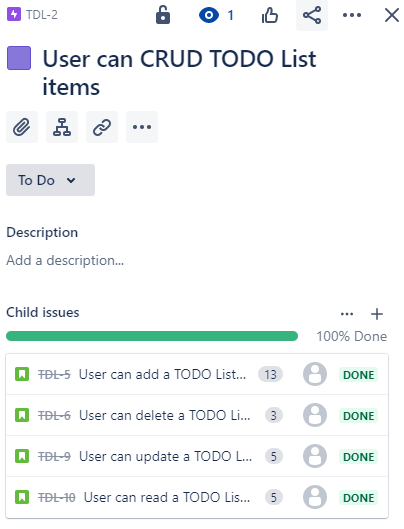 TDL-2
1
User can CRUD TODO List
items
To Do
Description
Add a description...
Child issues
100% Done
TDL-5 User can add a TODO List... 13 DONE
TDL-6 User can delete a TODO Li... 3 DONE
TDL-9 User can update a TODO L... 5 DONE
TDL-10 User can read a TODO Lis... 5 DONE